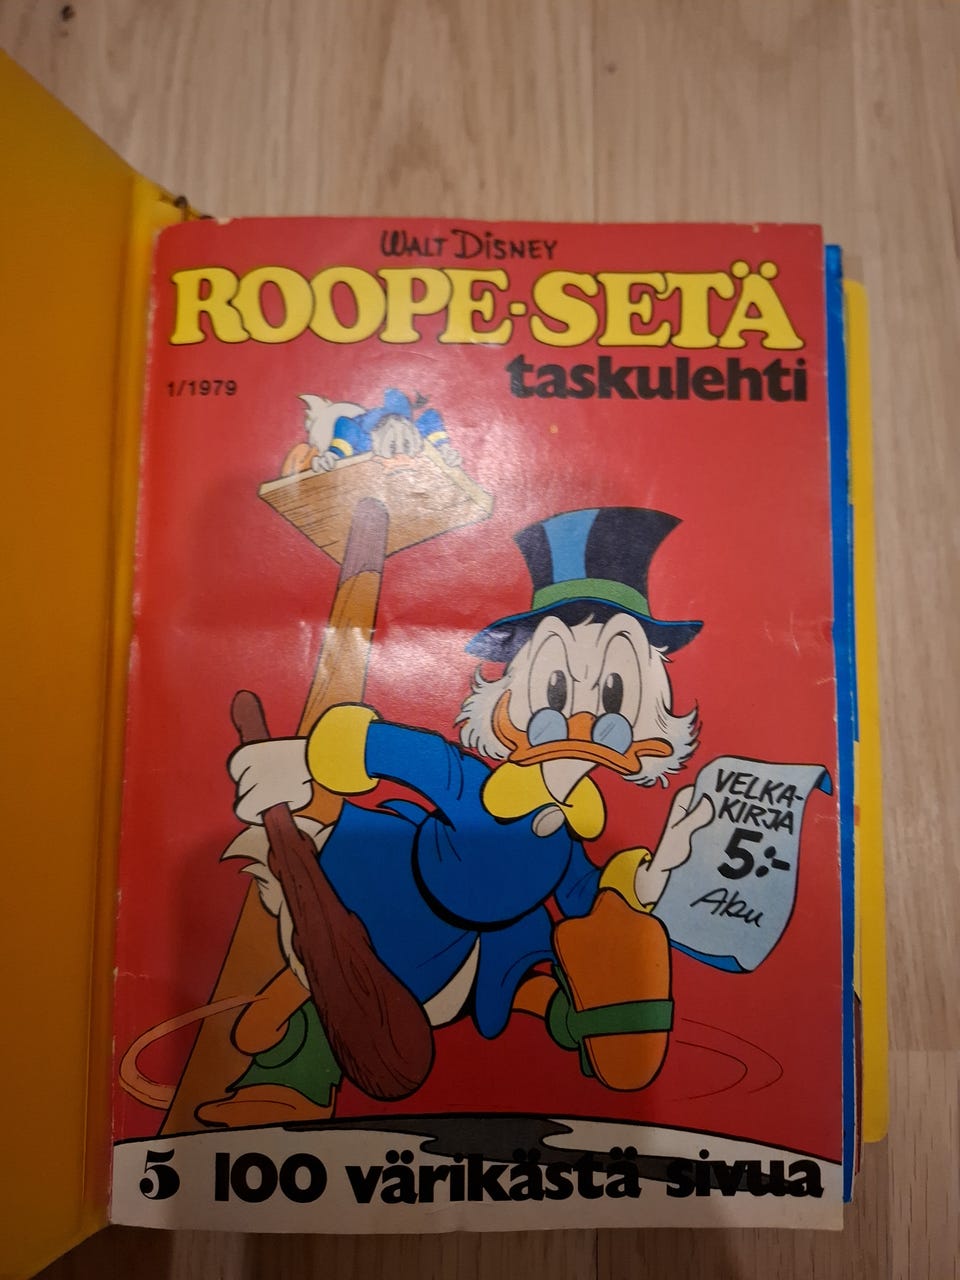 WALT DISNEY
ROOPE-SETÄ
taskulehti
1/1979
VELKA-
KIRJA
5:-
Aku
5 100 värikästä sivua